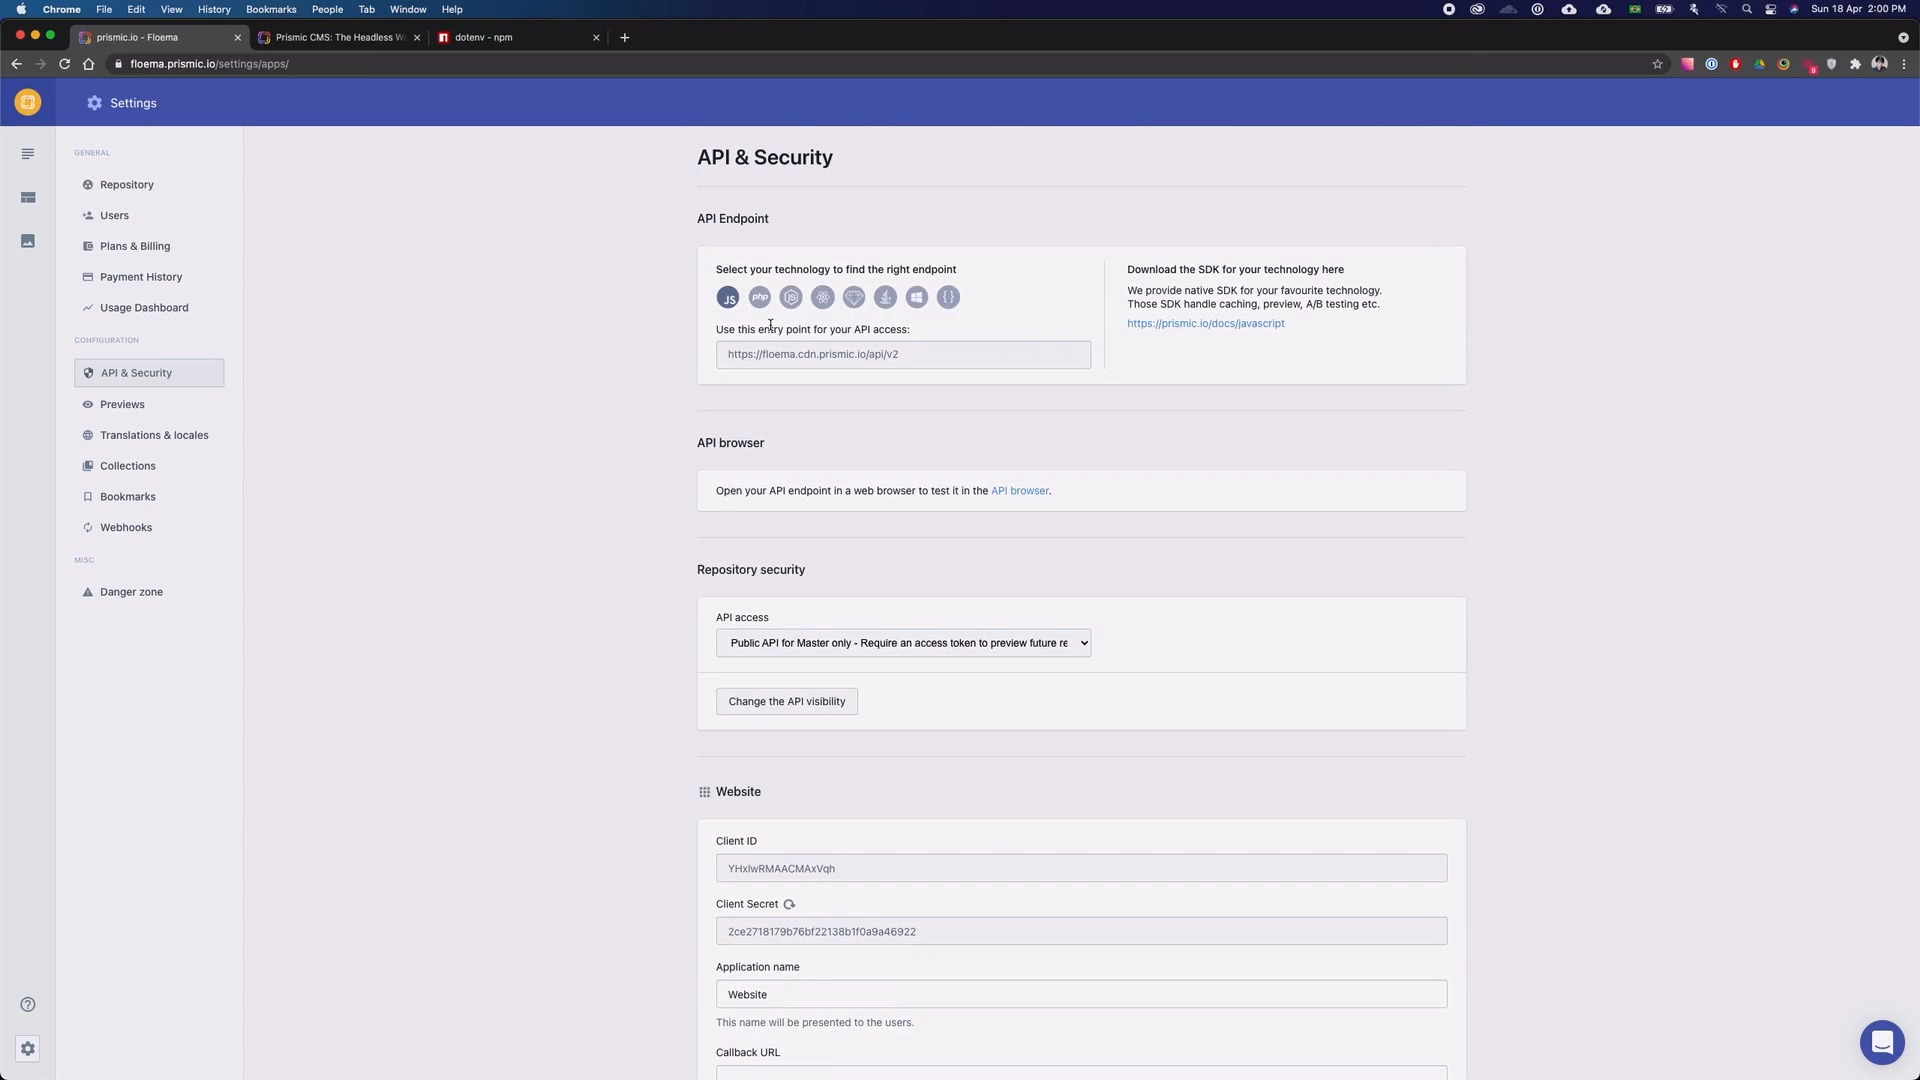 Chrome File Edit View History Bookmarks People Tab Window Help Sun 18 Apr 2:00 PM
prismic.io - Floema Prismic CMS: The Headless W dotenv - npm
floema.prismic.io/settings/apps/
9
Settings
GENERAL
Repository
Users
Plans & Billing
Payment History
Usage Dashboard
CONFIGURATION
API & Security
Previews
Translations & locales
Collections
Bookmarks
Webhooks
MISC
Danger zone
API & Security
API Endpoint
Select your technology to find the right endpoint
JS php JS { }
Use this entry point for your API access:
https://floema.cdn.prismic.io/api/v2
Download the SDK for your technology here
We provide native SDK for your favourite technology.
Those SDK handle caching, preview, A/B testing etc.
https://prismic.io/docs/javascript
API browser
Open your API endpoint in a web browser to test it in the API browser.
Repository security
API access
Public API for Master only - Require an access token to preview future re
Change the API visibility
Website
Client ID
YHxlwRMAACMAxVqh
Client Secret
2ce2718179b76bf22138b1f0a9a46922
Application name
Website
This name will be presented to the users.
Callback URL